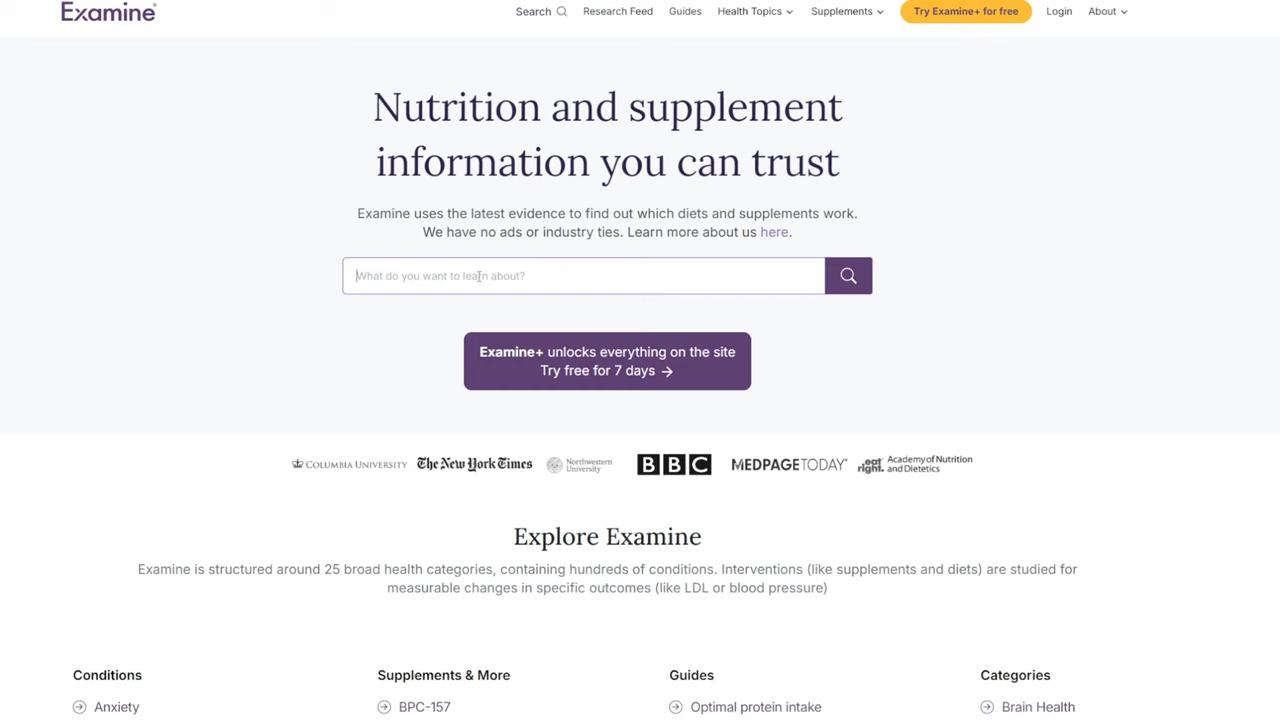 Examine®
Search Research Feed Guides Health Topics Supplements Try Examine+ for free Login About
Nutrition and supplement
information you can trust
Examine uses the latest evidence to find out which diets and supplements work.
We have no ads or industry ties. Learn more about us here.
What do you want to learn about?
Examine+ unlocks everything on the site
Try free for 7 days →
COLUMBIA UNIVERSITY The New York Times Northwestern University BBC MEDPAGE TODAY eat right. Academy of Nutrition and Dietetics
Explore Examine
Examine is structured around 25 broad health categories, containing hundreds of conditions. Interventions (like supplements and diets) are studied for
measurable changes in specific outcomes (like LDL or blood pressure)
Conditions Supplements & More Guides Categories
Anxiety BPC-157 Optimal protein intake Brain Health